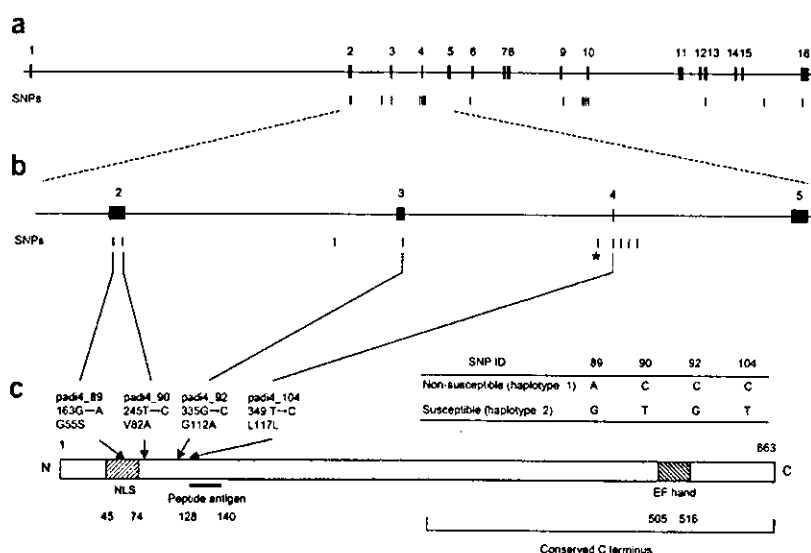 a
1 2 3 4 5 6 7 8 9 10 11 12 13 14 15 16
SNPs
b
2 3 4 5
SNPs
*
c
SNP ID 89 90 92 104
Non-susceptible (haplotype 1) A C C C
Susceptible (haplotype 2) G T G T
padi4_89 padi4_90 padi4_92 padi4_104
163G→A 245T→C 335G→C 349 T→C
G55S V82A G112A L117L
1 663
N C
NLS Peptide antigen EF hand
45 74 128 140 505 516
Conserved C terminus